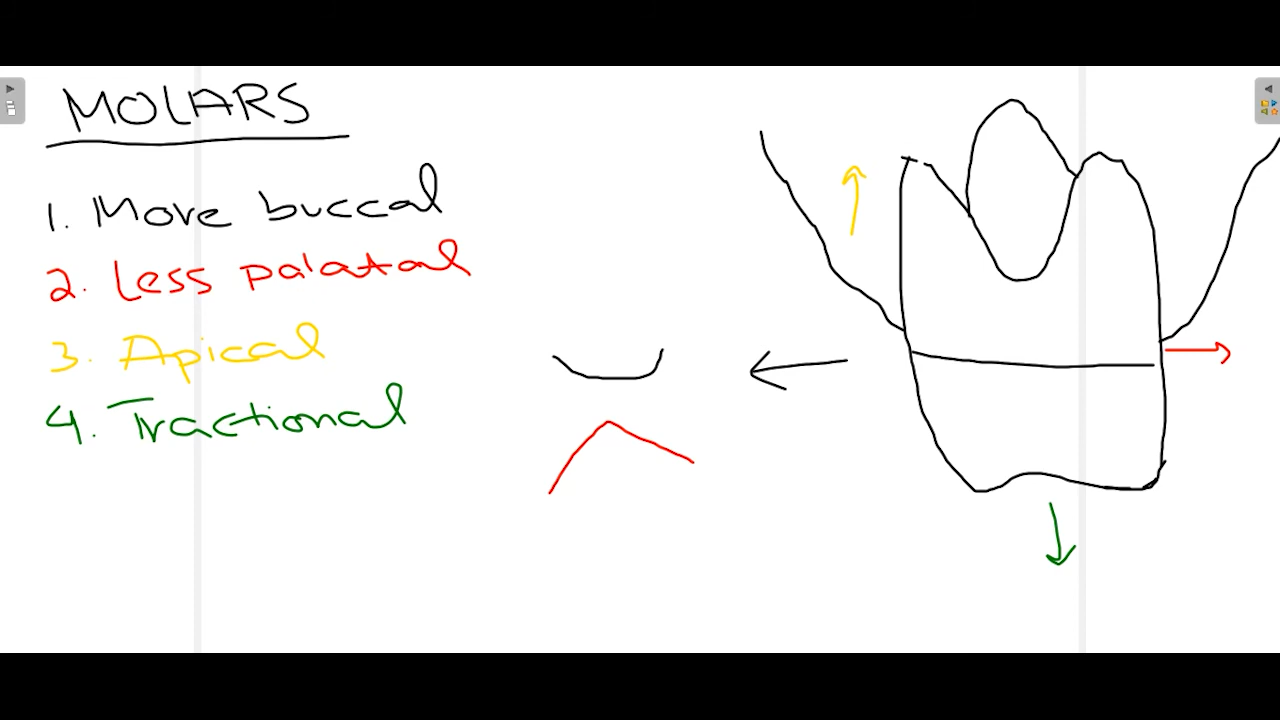 MOLARS
1. Move buccal
2. Less palatal
3. Apical
4. Tractional